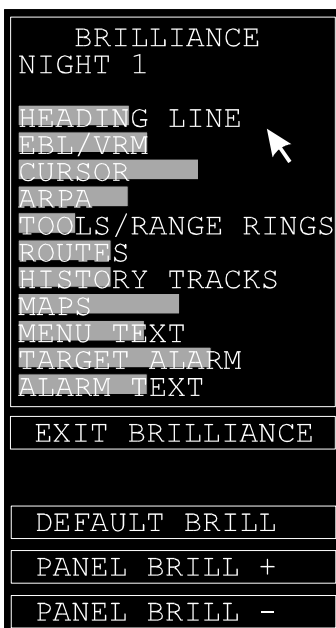 BRILLIANCE
NIGHT 1
HEADING LINE
EBL/VRM
CURSOR
ARPA
TOOLS/RANGE RINGS
ROUTES
HISTORY TRACKS
MAPS
MENU TEXT
TARGET ALARM
ALARM TEXT
EXIT BRILLIANCE
DEFAULT BRILL
PANEL BRILL +
PANEL BRILL -